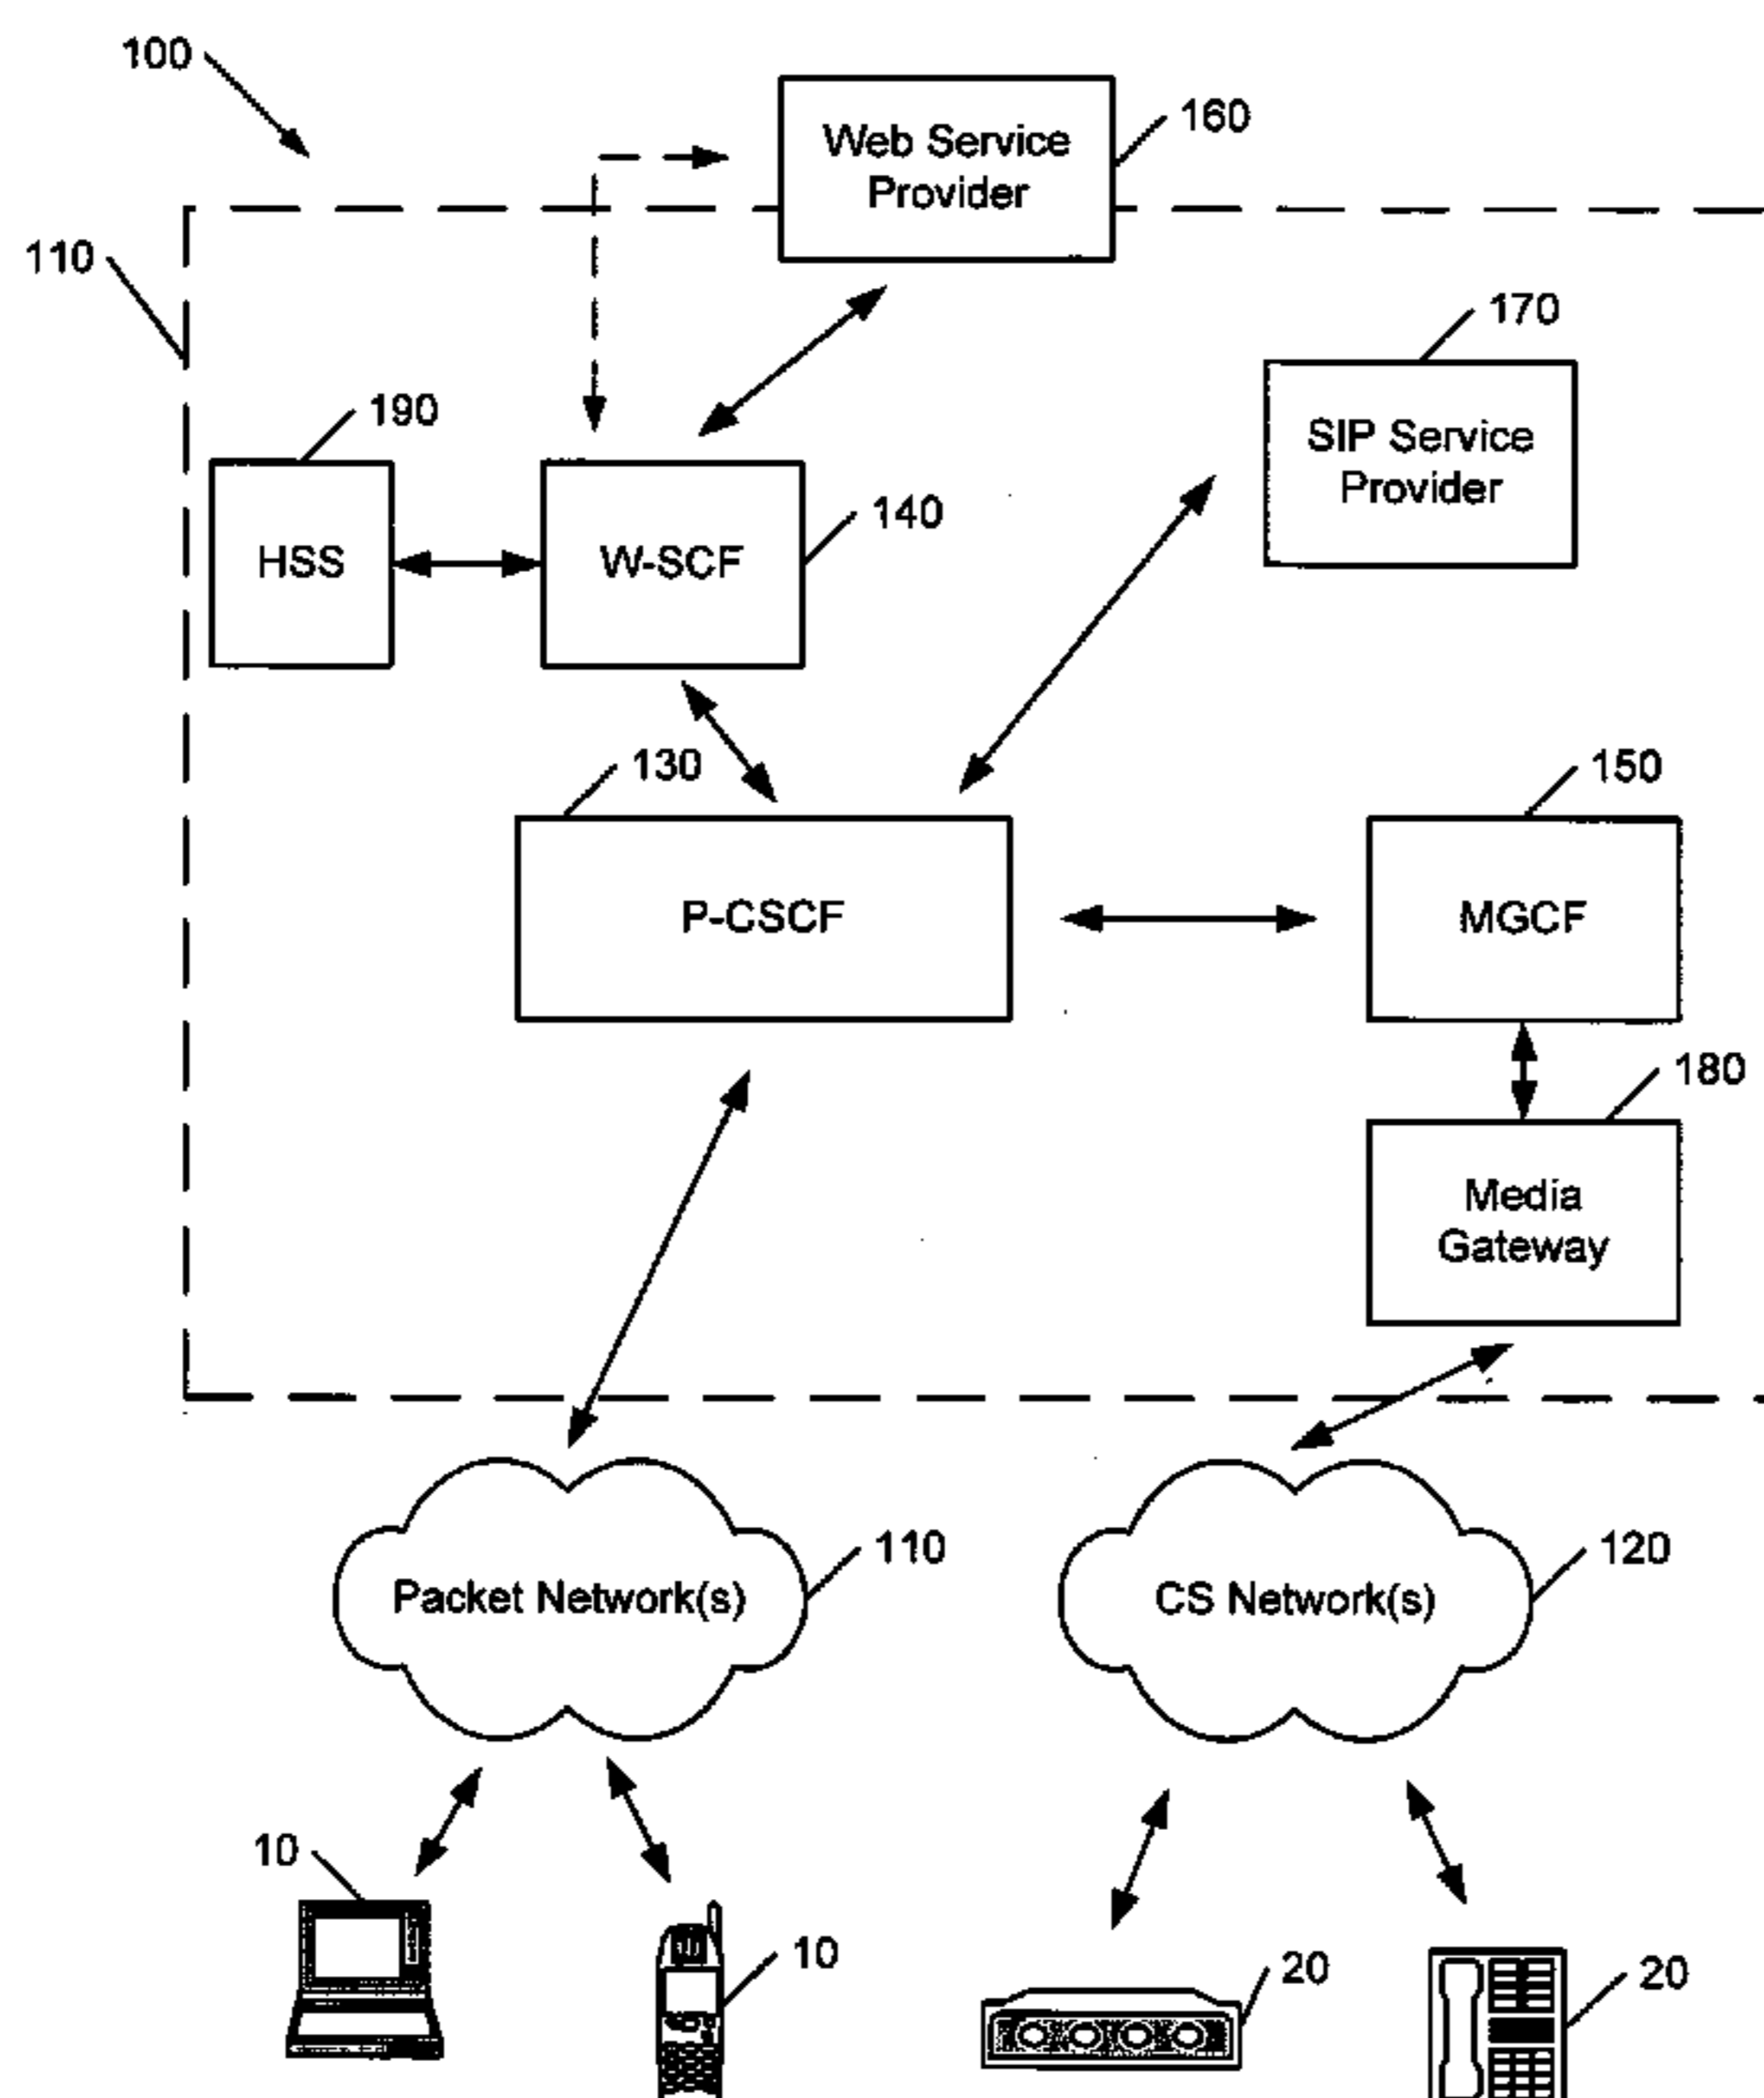 100
Web Service
Provider
160
110
170
SIP Service
Provider
190
HSS
W-SCF
140
130
150
P-CSCF
MGCF
180
Media
Gateway
Packet Network(s)
110
CS Network(s)
120
10
10
20
20